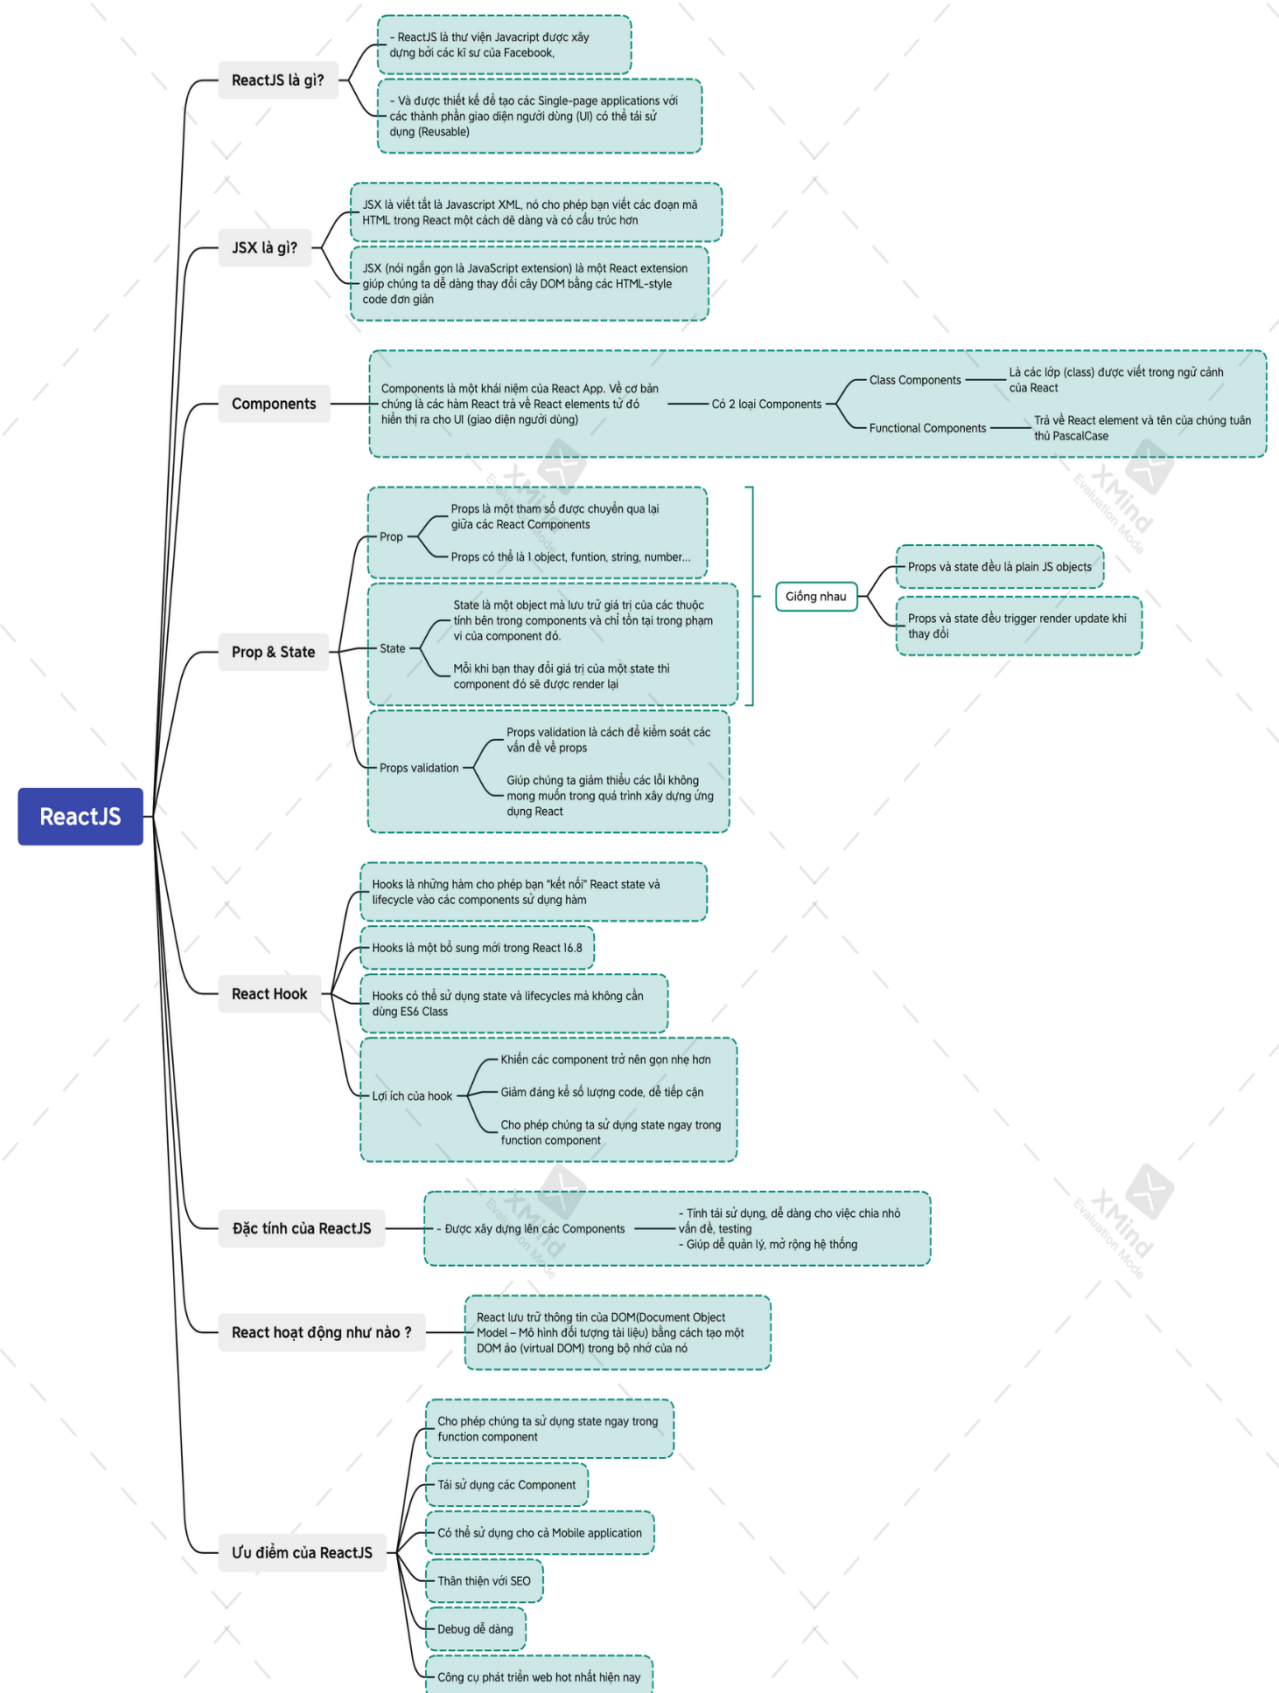 - ReactJS là thư viện Javacript được xây
dựng bởi các kĩ sư của Facebook,
ReactJS là gì?
- Và được thiết kế để tạo các Single-page applications với
các thành phần giao diện người dùng (UI) có thể tái sử
dụng (Reusable)
JSX là viết tắt là Javascript XML, nó cho phép bạn viết các đoạn mã
HTML trong React một cách dê dàng và có cấu trúc hơn
JSX là gì?
JSX (nói ngắn gọn là JavaScript extension) là một React extension
giúp chúng ta dễ dàng thay đổi cây DOM bằng các HTML-style
code đơn giản
Components
Components là một khái niệm của React App. Về cơ bản
chúng là các hàm React trả về React elements từ đó
hiển thị ra cho UI (giao diện người dùng)
Có 2 loại Components
Class Components
Là các lớp (class) được viết trong ngữ cảnh
của React
Functional Components
Trả về React element và tên của chúng tuân
thủ PascalCase
XMind
Evaluation Mode
XMind
Evaluation Mode
Prop & State
Prop
Props là một tham số được chuyển qua lại
giữa các React Components
Props có thể là 1 object, funtion, string, number...
State
State là một object mà lưu trữ giá trị của các thuộc
tính bên trong components và chỉ tồn tại trong phạm
vi của component đó.
Mỗi khi bạn thay đổi giá trị của một state thì
component đó sẽ được render lại
Giống nhau
Props và state đều là plain JS objects
Props và state đều trigger render update khi
thay đổi
Props validation
Props validation là cách để kiểm soát các
vấn đề về props
Giúp chúng ta giảm thiểu các lỗi không
mong muốn trong quá trình xây dựng ứng
dụng React
ReactJS
React Hook
Hooks là những hàm cho phép bạn "kết nối" React state và
lifecycle vào các components sử dụng hàm
Hooks là một bổ sung mới trong React 16.8
Hooks có thể sử dụng state và lifecycles mà không cần
dùng ES6 Class
Lợi ích của hook
Khiến các component trở nên gọn nhẹ hơn
Giảm đáng kể số lượng code, dễ tiếp cận
Cho phép chúng ta sử dụng state ngay trong
function component
XMind
Evaluation Mode
XMind
Evaluation Mode
Đặc tính của ReactJS
- Được xây dựng lên các Components
- Tính tái sử dụng, dễ dàng cho việc chia nhỏ
vấn đề, testing
- Giúp dễ quản lý, mở rộng hệ thống
React hoạt động như nào ?
React lưu trữ thông tin của DOM(Document Object
Model – Mô hình đối tượng tài liệu) bằng cách tạo một
DOM ảo (virtual DOM) trong bộ nhớ của nó
Ưu điểm của ReactJS
Cho phép chúng ta sử dụng state ngay trong
function component
Tái sử dụng các Component
Có thể sử dụng cho cả Mobile application
Thân thiện với SEO
Debug dễ dàng
Công cụ phát triển web hot nhất hiện nay